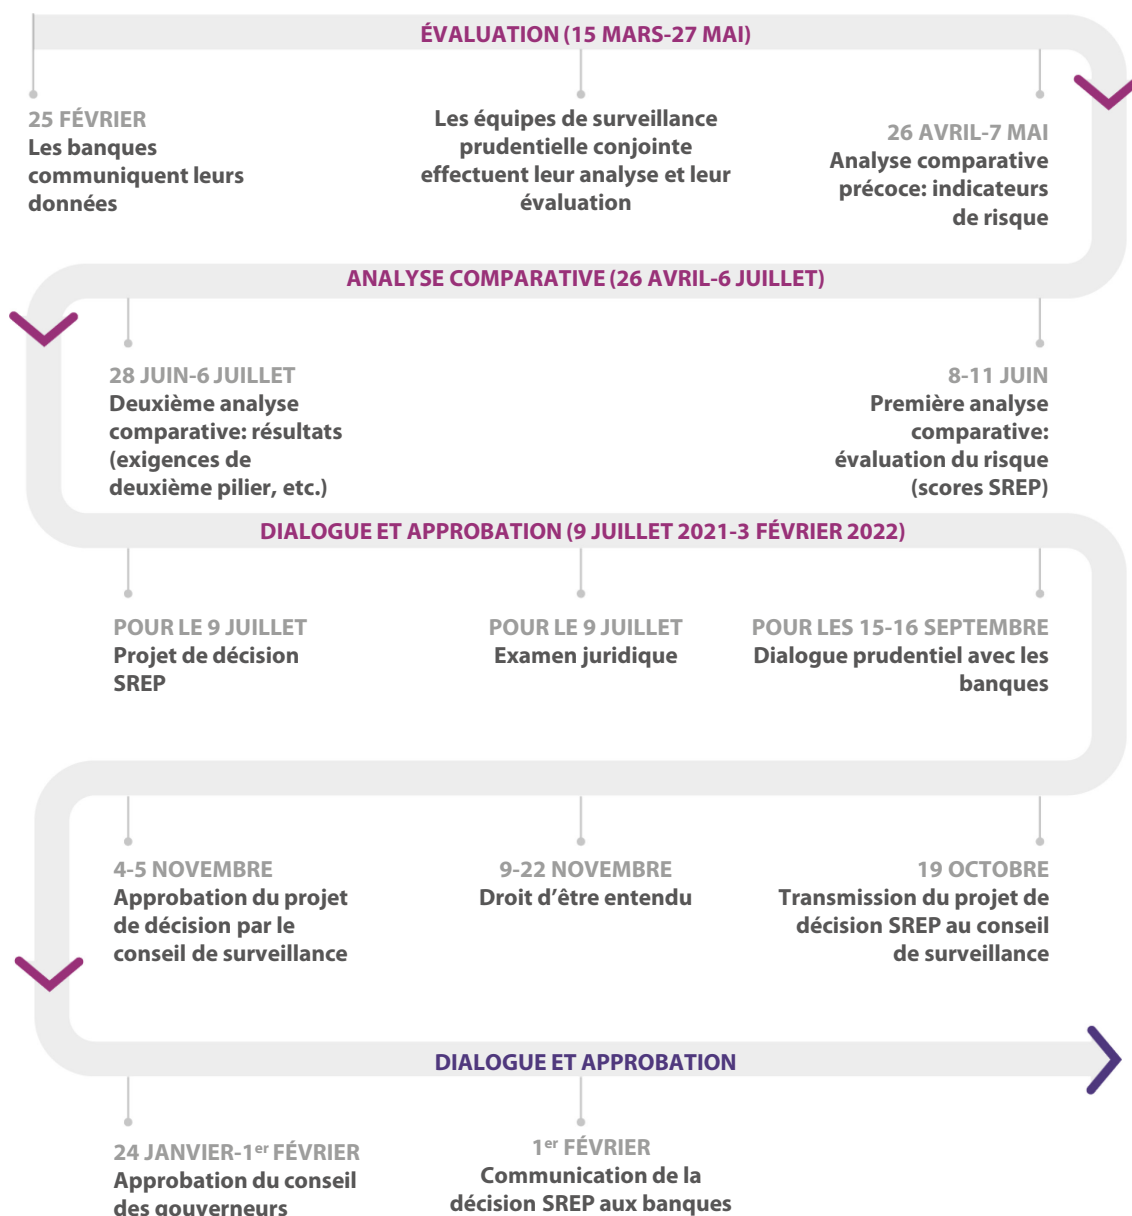 ÉVALUATION (15 MARS-27 MAI)
25 FÉVRIER
Les banques
communiquent leurs
données
Les équipes de surveillance
prudentielle conjointe
effectuent leur analyse et leur
évaluation
26 AVRIL-7 MAI
Analyse comparative
précoce: indicateurs
de risque
ANALYSE COMPARATIVE (26 AVRIL-6 JUILLET)
28 JUIN-6 JUILLET
Deuxième analyse
comparative: résultats
(exigences de
deuxième pilier, etc.)
8-11 JUIN
Première analyse
comparative:
évaluation du risque
(scores SREP)
DIALOGUE ET APPROBATION (9 JUILLET 2021-3 FÉVRIER 2022)
POUR LE 9 JUILLET
Projet de décision
SREP
POUR LE 9 JUILLET
Examen juridique
POUR LES 15-16 SEPTEMBRE
Dialogue prudentiel avec les
banques
4-5 NOVEMBRE
Approbation du projet
de décision par le
conseil de surveillance
9-22 NOVEMBRE
Droit d’être entendu
19 OCTOBRE
Transmission du projet de
décision SREP au conseil
de surveillance
DIALOGUE ET APPROBATION
24 JANVIER-1er FÉVRIER
Approbation du conseil
des gouverneurs
1er FÉVRIER
Communication de la
décision SREP aux banques